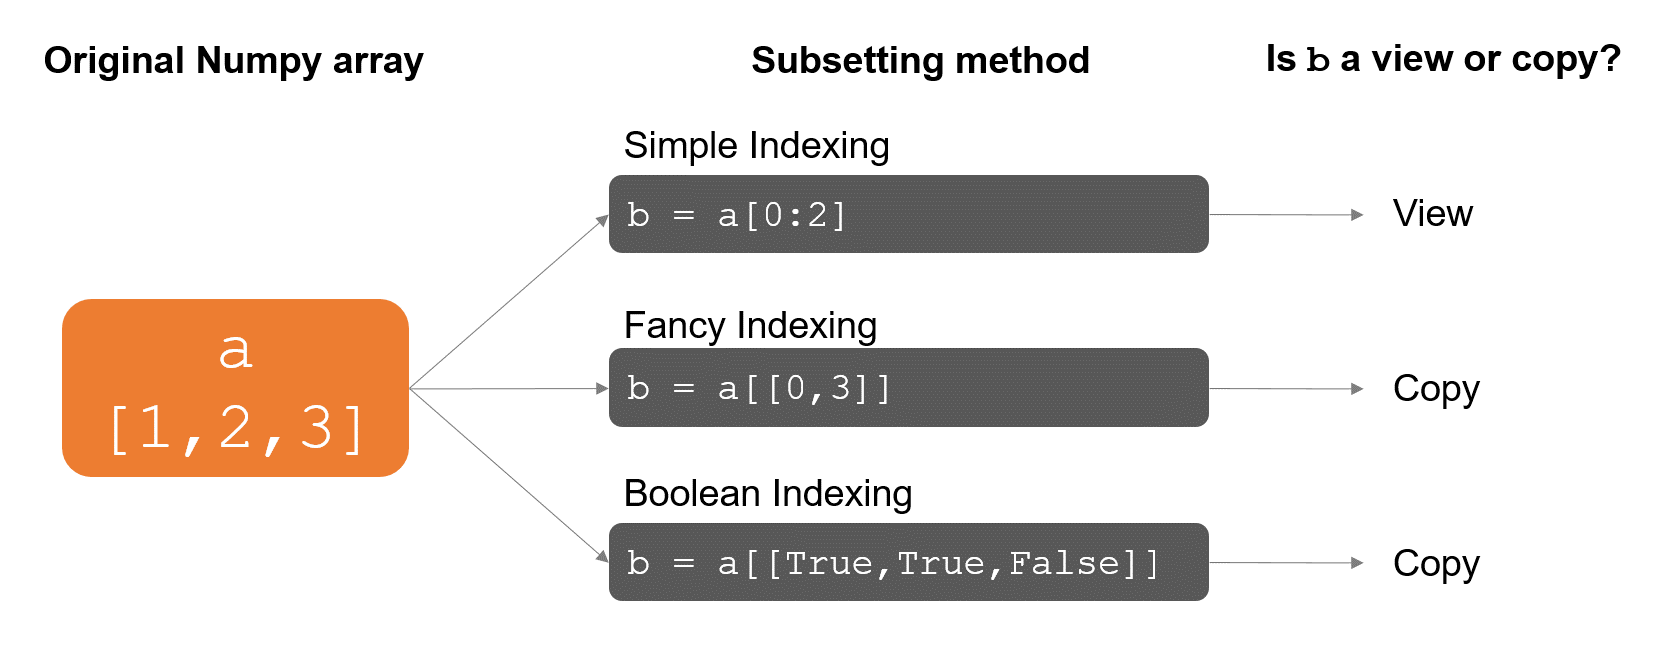 Original Numpy array
Subsetting method
Is b a view or copy?
Simple Indexing
b = a[0:2]
View
a
[1,2,3]
Fancy Indexing
b = a[[0,3]]
Copy
Boolean Indexing
b = a[[True,True,False]]
Copy